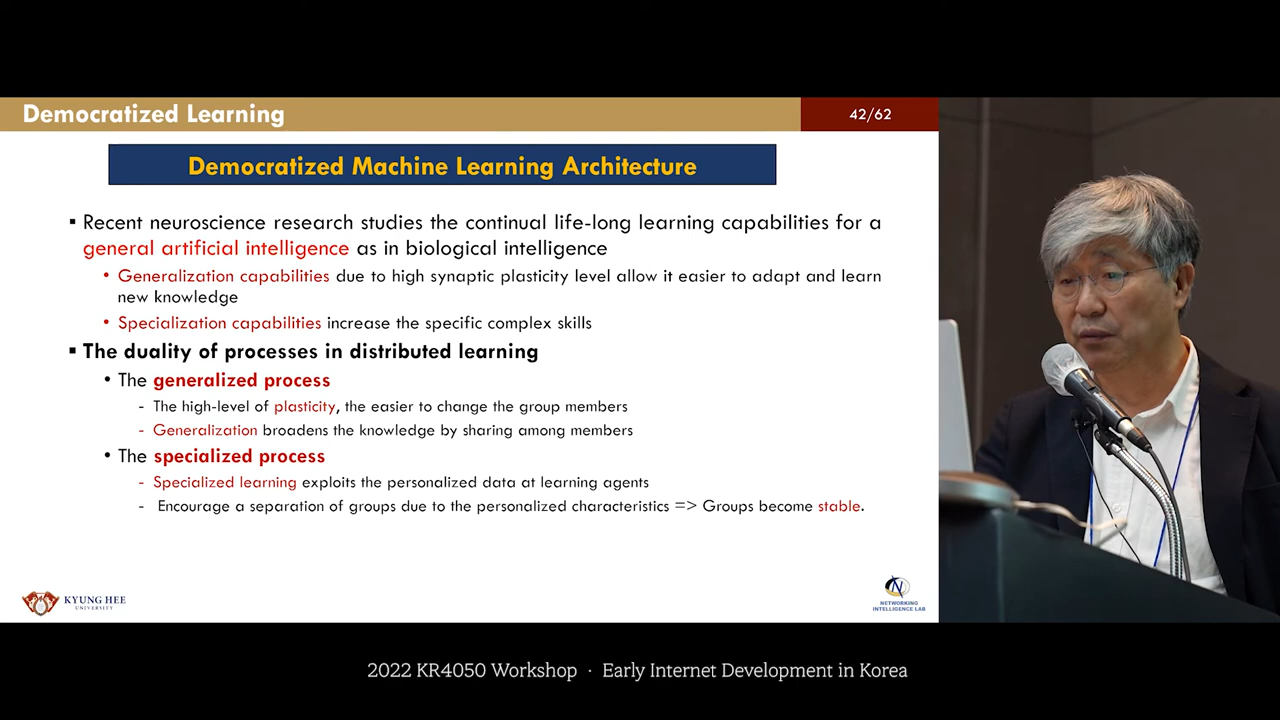 Democratized Learning
42/62
Democratized Machine Learning Architecture
▪ Recent neuroscience research studies the continual life-long learning capabilities for a
general artificial intelligence as in biological intelligence
• Generalization capabilities due to high synaptic plasticity level allow it easier to adapt and learn
new knowledge
• Specialization capabilities increase the specific complex skills
▪ The duality of processes in distributed learning
• The generalized process
- The high-level of plasticity, the easier to change the group members
- Generalization broadens the knowledge by sharing among members
• The specialized process
- Specialized learning exploits the personalized data at learning agents
- Encourage a separation of groups due to the personalized characteristics => Groups become stable.
KYUNG HEE
UNIVERSITY
N
NETWORKING
INTELLIGENCE LAB
2022 KR4050 Workshop · Early Internet Development in Korea